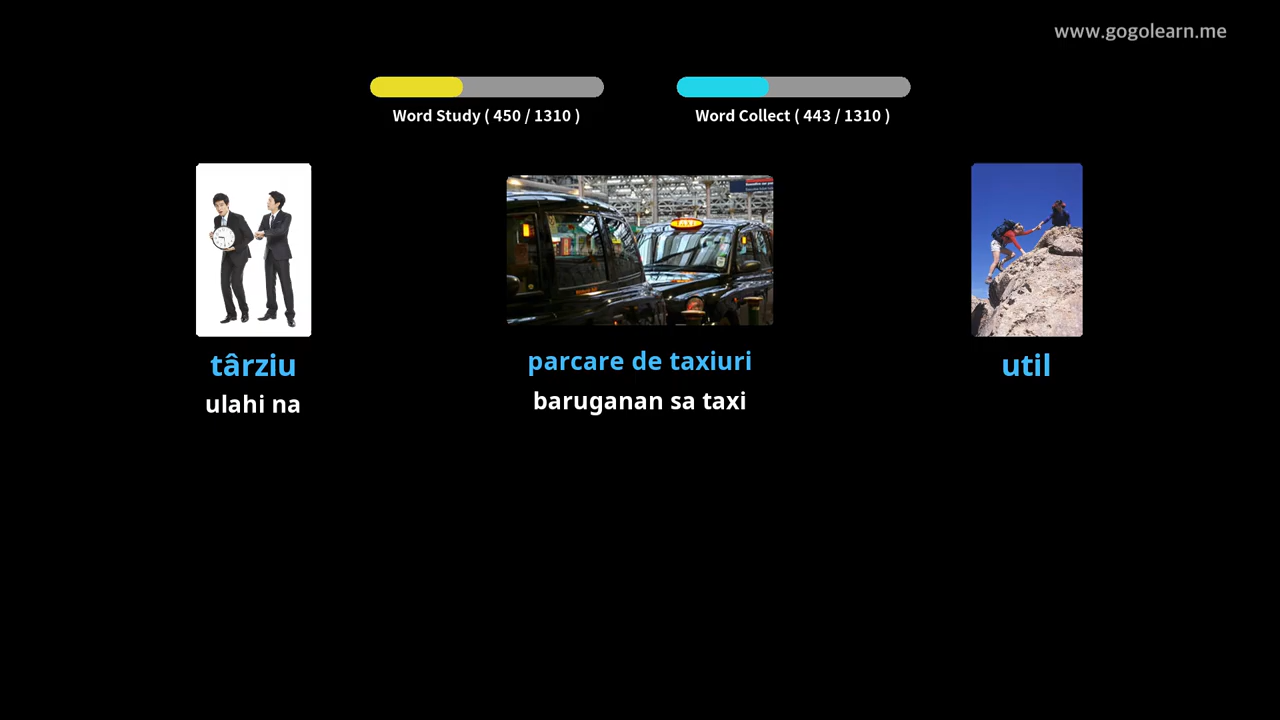 www.gogolearn.me
Word Study ( 450 / 1310 )
Word Collect ( 443 / 1310 )
TAXI
târziu
parcare de taxiuri
util
ulahi na
baruganan sa taxi